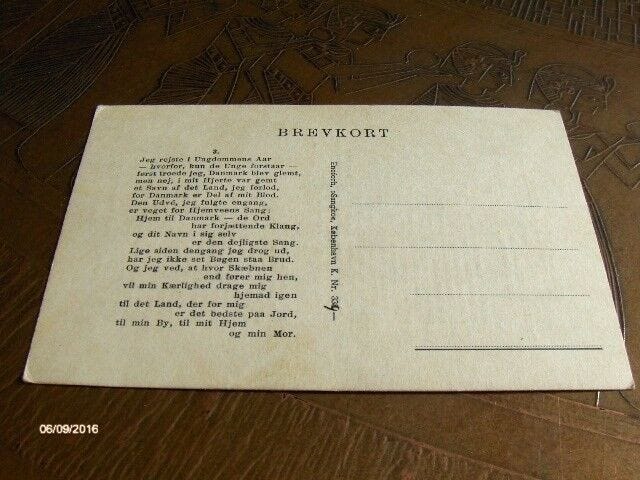 BREVKORT
3.
Jeg rejste i Ungdommens Aar
— hvorfor, kun de Unge forstaar —
først troede jeg, Danmark blev glemt,
men nej, i mit Hjerte var gemt
et Savn af det Land, jeg forlod,
for Danmark er Del af mit Blod.
Den Udvé, jeg fulgte engang,
er veget for Hjemveens Sang:
Hjem til Danmark — de Ord
har forjættende Klang,
og dit Navn i sig selv
er den dejligste Sang.
Lige siden dengang jeg drog ud,
har jeg ikke set Bøgen staa Brud.
Og jeg ved, at hvor Skæbnen
end fører mig hen,
vil min Kærlighed drage mig
hjemad igen
til det Land, der for mig
er det bedste paa Jord,
til min By, til mit Hjem
og min Mor.
København K. Nr.
06/09/2016